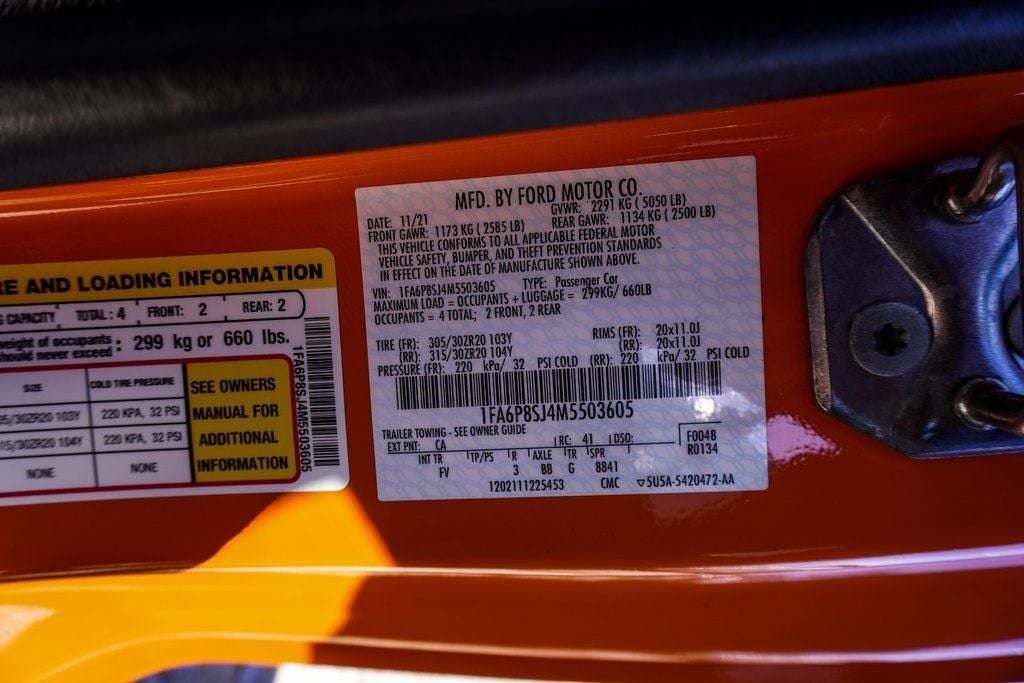 RE AND LOADING INFORMATION
G CAPACITY TOTAL: 4 FRONT: 2 REAR: 2
weight of occupants
should never exceed : 299 kg or 660 lbs.
SIZE COLD TIRE PRESSURE
05/30ZR20 103Y 220 KPA, 32 PSI
15/30ZR20 104Y 220 KPA, 32 PSI
NONE NONE
SEE OWNERS
MANUAL FOR
ADDITIONAL
INFORMATION
1FA6P8SJ4M5503605
MFD. BY FORD MOTOR CO.
DATE: 11/21 GVWR: 2291 KG ( 5050 LB)
FRONT GAWR: 1173 KG ( 2585 LB) REAR GAWR: 1134 KG ( 2500 LB)
THIS VEHICLE CONFORMS TO ALL APPLICABLE FEDERAL MOTOR
VEHICLE SAFETY, BUMPER, AND THEFT PREVENTION STANDARDS
IN EFFECT ON THE DATE OF MANUFACTURE SHOWN ABOVE.
VIN: 1FA6P8SJ4M5503605 TYPE: Passenger Car
MAXIMUM LOAD = OCCUPANTS + LUGGAGE = 299KG/ 660LB
OCCUPANTS = 4 TOTAL; 2 FRONT, 2 REAR
TIRE (FR): 305/30ZR20 103Y RIMS (FR): 20x11.0J
(RR): 315/30ZR20 104Y (RR): 20x11.0J
PRESSURE (FR): 220 kPa/ 32 PSI COLD (RR): 220 kPa/ 32 PSI COLD
1FA6P8SJ4M5503605
TRAILER TOWING - SEE OWNER GUIDE
EXT PNT: CA RC: 41 DSO: F0048
R0134
INT TR TP/PS R AXLE TR SPR
FV 3 BB G 8841
1202111225453 CMC 5U5A-5420472-AA